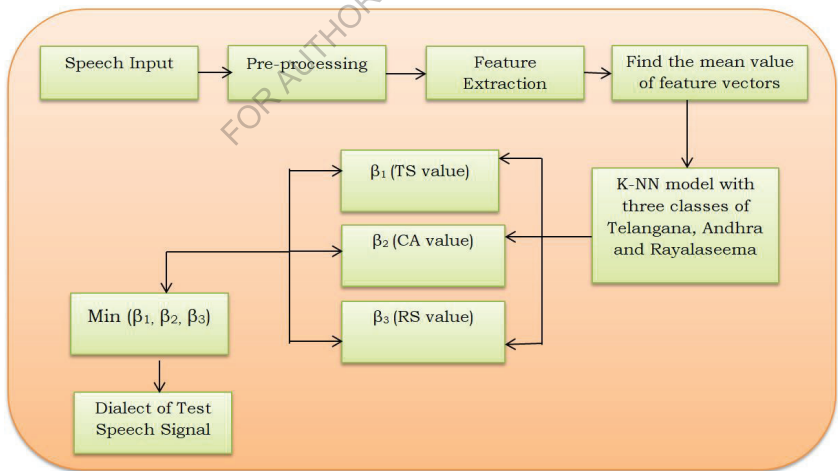 Speech Input
Pre-processing
Feature
Extraction
Find the mean value
of feature vectors
FOR AUTHOR
β₁ (TS value)
K-NN model with
three classes of
Telangana, Andhra
and Rayalaseema
β₂ (CA value)
β₃ (RS value)
Min (β₁, β₂, β₃)
Dialect of Test
Speech Signal